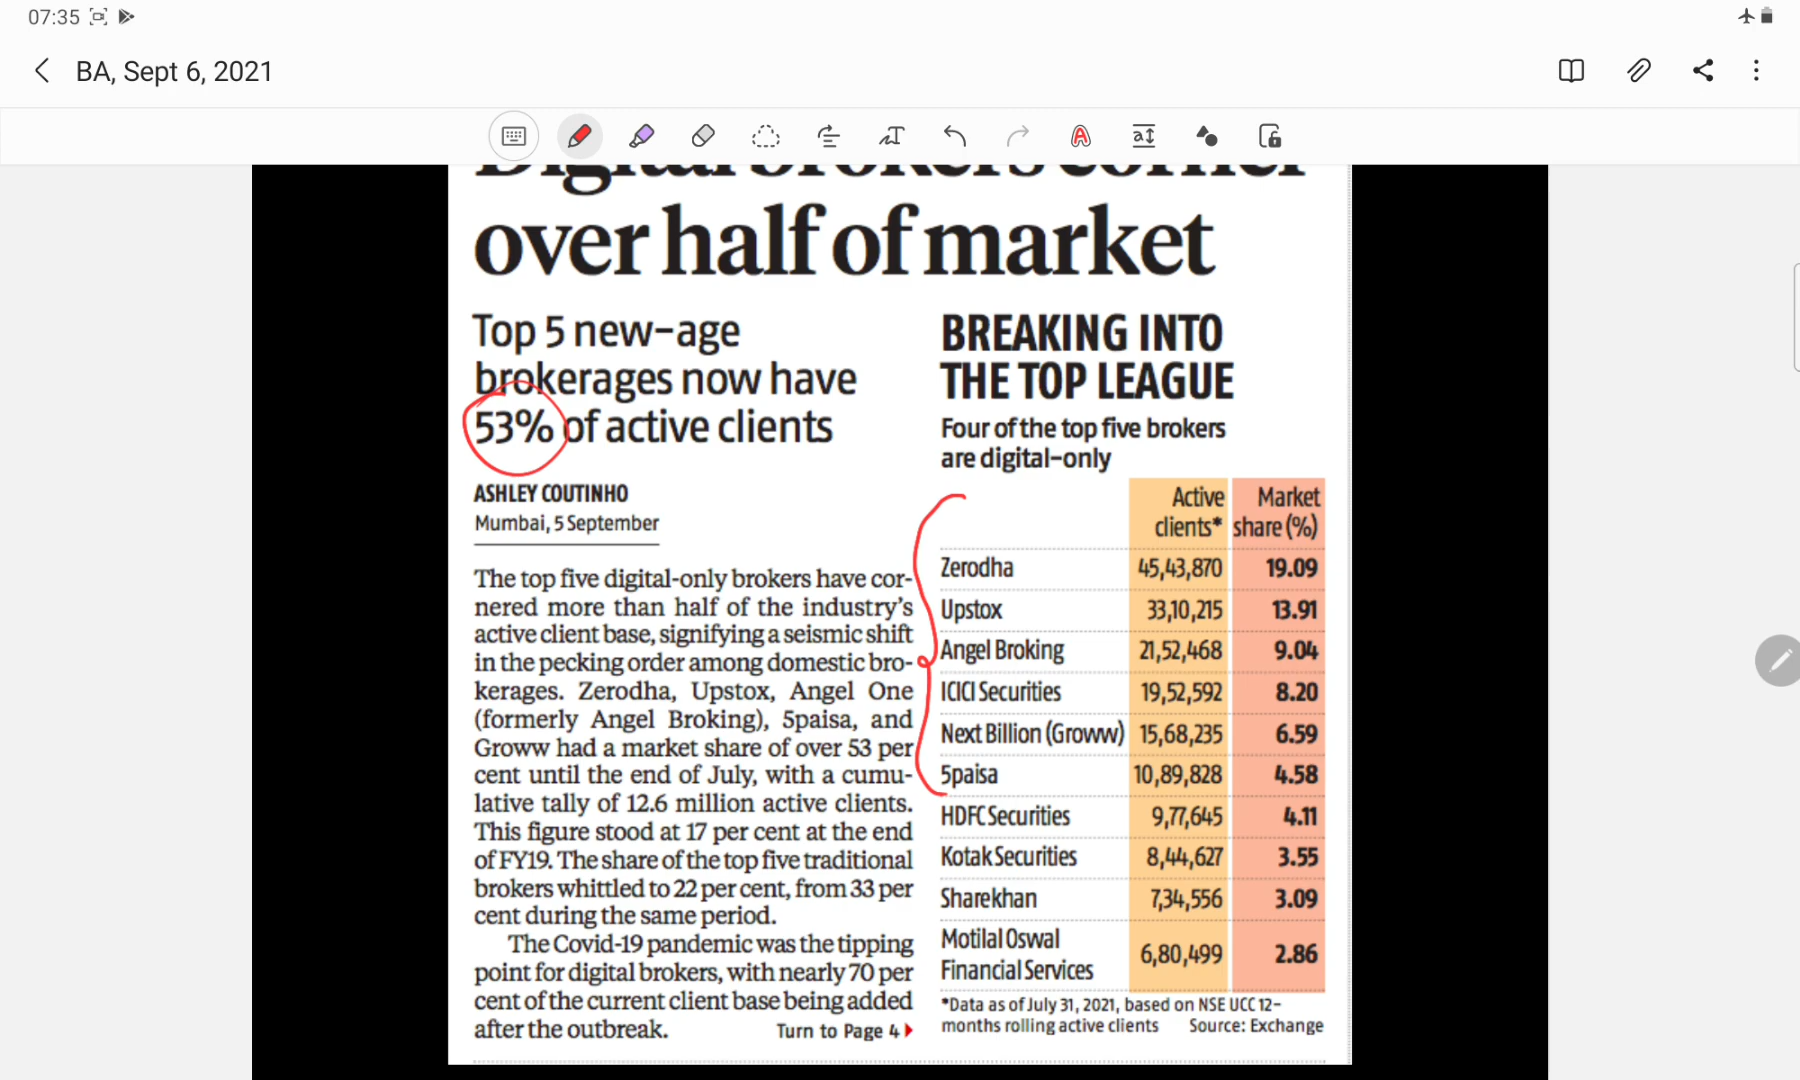 07:35
BA, Sept 6, 2021
Digital brokers corner
over half of market
Top 5 new-age
brokerages now have
53% of active clients
ASHLEY COUTINHO
Mumbai, 5 September
The top five digital-only brokers have cor-
nered more than half of the industry's
active client base, signifying a seismic shift
in the pecking order among domestic bro-
kerages. Zerodha, Upstox, Angel One
(formerly Angel Broking), 5paisa, and
Groww had a market share of over 53 per
cent until the end of July, with a cumu-
lative tally of 12.6 million active clients.
This figure stood at 17 per cent at the end
of FY19. The share of the top five traditional
brokers whittled to 22 per cent, from 33 per
cent during the same period.
The Covid-19 pandemic was the tipping
point for digital brokers, with nearly 70 per
cent of the current client base being added
after the outbreak. Turn to Page 4
BREAKING INTO
THE TOP LEAGUE
Four of the top five brokers
are digital-only
Active Market
clients* share (%)
Zerodha 45,43,870 19.09
Upstox 33,10,215 13.91
Angel Broking 21,52,468 9.04
ICICI Securities 19,52,592 8.20
Next Billion (Groww) 15,68,235 6.59
5paisa 10,89,828 4.58
HDFC Securities 9,77,645 4.11
Kotak Securities 8,44,627 3.55
Sharekhan 7,34,556 3.09
Motilal Oswal
Financial Services 6,80,499 2.86
*Data as of July 31, 2021, based on NSE UCC 12-
months rolling active clients Source: Exchange